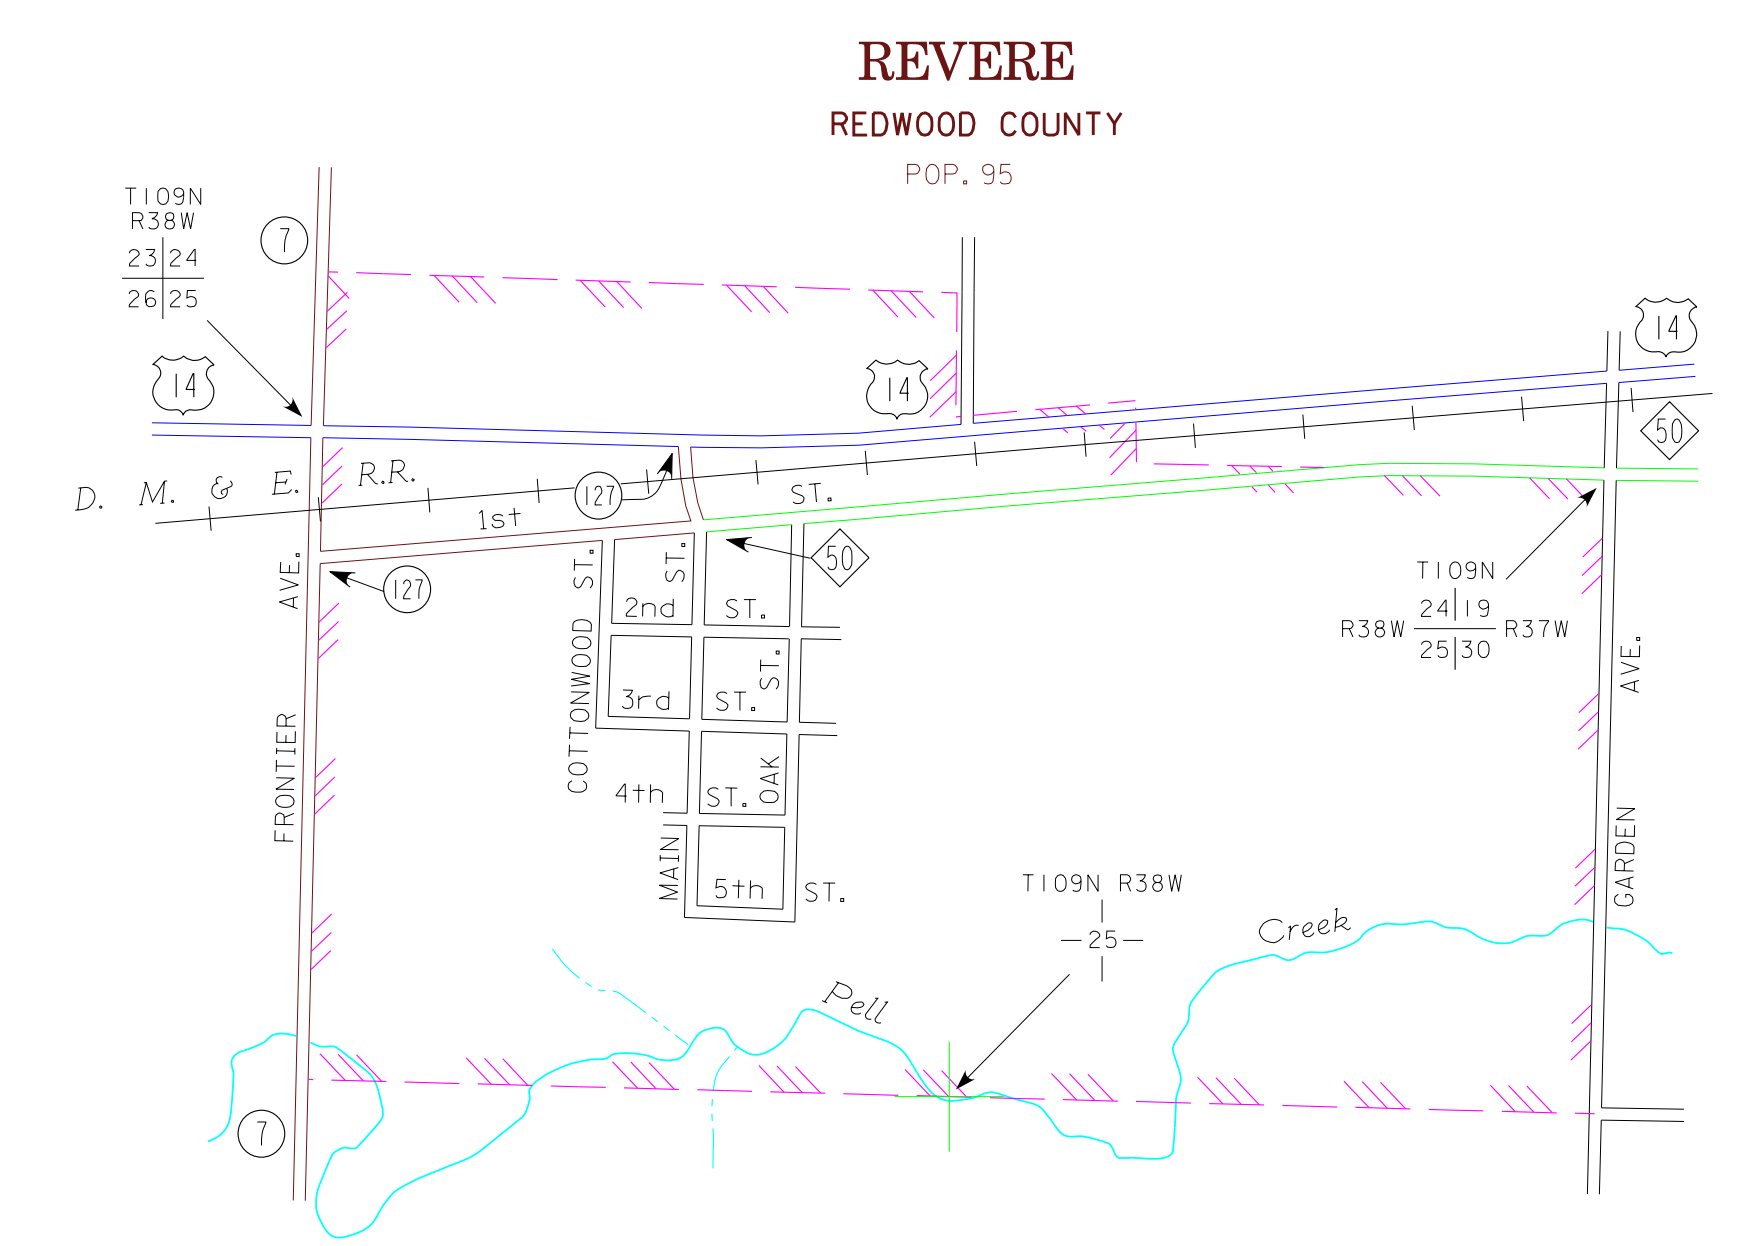 REVERE
REDWOOD COUNTY
POP. 95
T109N
R38W
23 24
26 25
7
14
14
14
50
D. M. & E. R.R.
127
1st ST.
50
127
FRONTIER AVE.
COTTONWOOD ST.
MAIN ST.
OAK ST.
2nd ST.
3rd ST.
4th ST.
5th ST.
T109N
24 19
R38W R37W
25 30
GARDEN AVE.
T109N R38W
25
Pell Creek
7